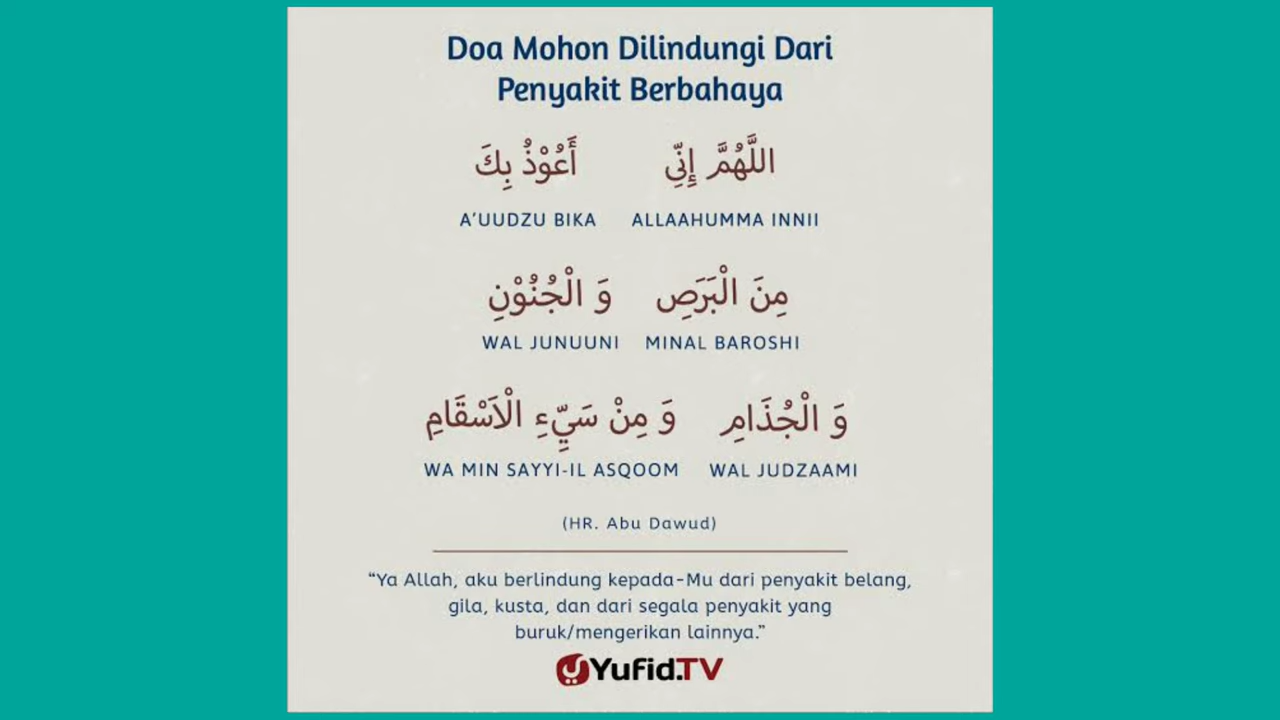 Doa Mohon Dilindungi Dari
Penyakit Berbahaya
اللَّهُمَّ إِنِّي أَعُوْذُ بِكَ
A’UUDZU BIKA ALLAAHUMMA INNII
مِنَ الْبَرَصِ وَ الْجُنُوْنِ
WAL JUNUUNI MINAL BAROSHI
وَ الْجُذَامِ وَ مِنْ سَيِّءِ الْاَسْقَامِ
WA MIN SAYYI-IL ASQOOM WAL JUDZAAMI
(HR. Abu Dawud)
“Ya Allah, aku berlindung kepada-Mu dari penyakit belang,
gila, kusta, dan dari segala penyakit yang
buruk/mengerikan lainnya.”
Yufid.TV